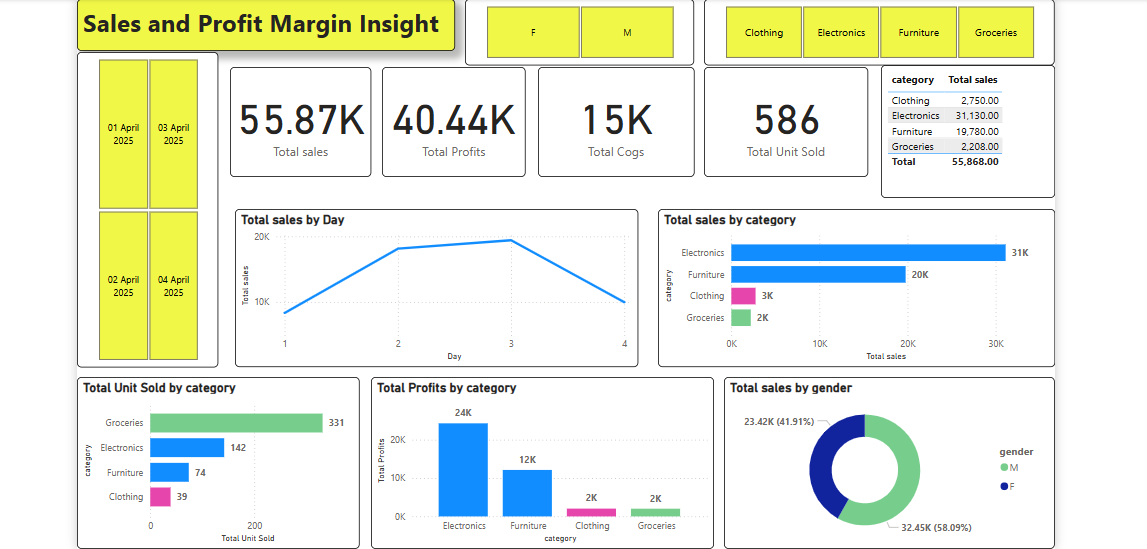 Sales and Profit Margin Insight
F
M
Clothing
Electronics
Furniture
Groceries
01 April
2025
03 April
2025
02 April
2025
04 April
2025
55.87K
Total sales
40.44K
Total Profits
15K
Total Cogs
586
Total Unit Sold
category Total sales
Clothing 2,750.00
Electronics 31,130.00
Furniture 19,780.00
Groceries 2,208.00
Total 55,868.00
Total sales by Day
Total sales
20K
10K
1 2 3 4
Day
Total sales by category
category
Electronics 31K
Furniture 20K
Clothing 3K
Groceries 2K
0K 10K 20K 30K
Total sales
Total Unit Sold by category
category
Groceries 331
Electronics 142
Furniture 74
Clothing 39
0 200
Total Unit Sold
Total Profits by category
Total Profits
20K
10K
0K
24K
12K
2K
2K
Electronics Furniture Clothing Groceries
category
Total sales by gender
23.42K (41.91%)
32.45K (58.09%)
gender
M
F